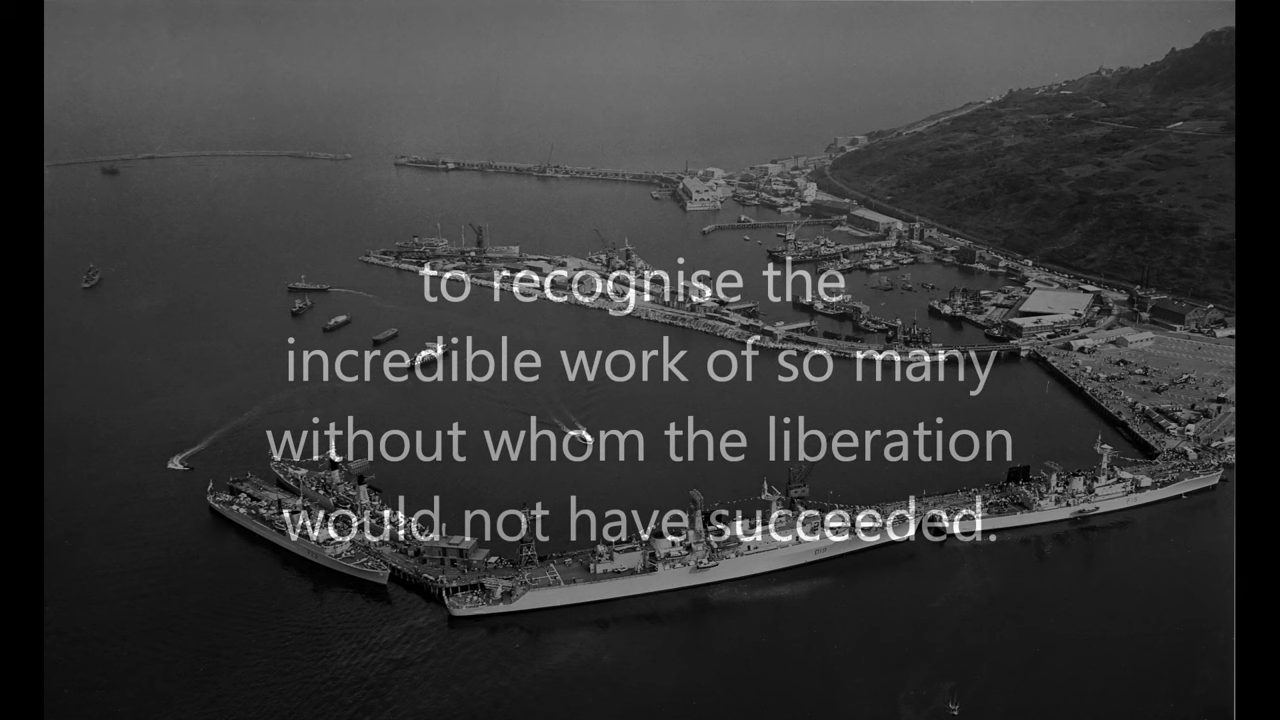 to recognise the
incredible work of so many
without whom the liberation
would not have succeeded.